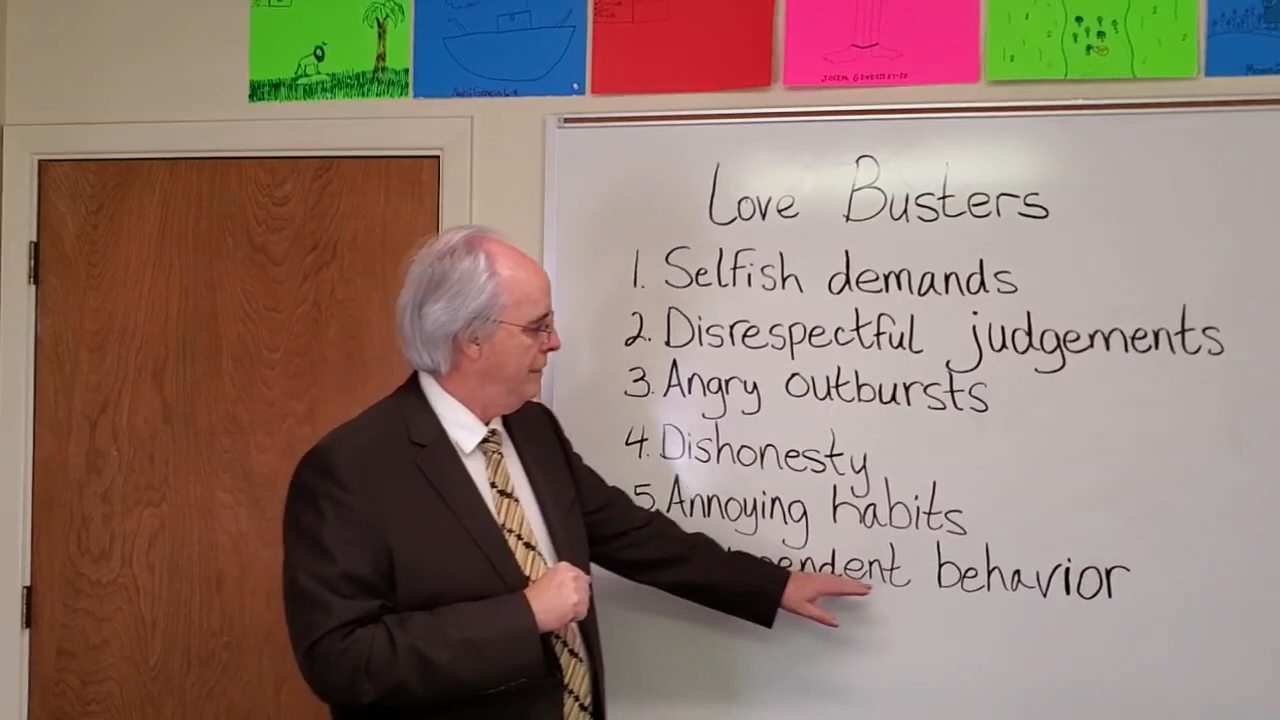 Love Busters
1. Selfish demands
2. Disrespectful judgements
3. Angry outbursts
4. Dishonesty
5. Annoying habits
behavior